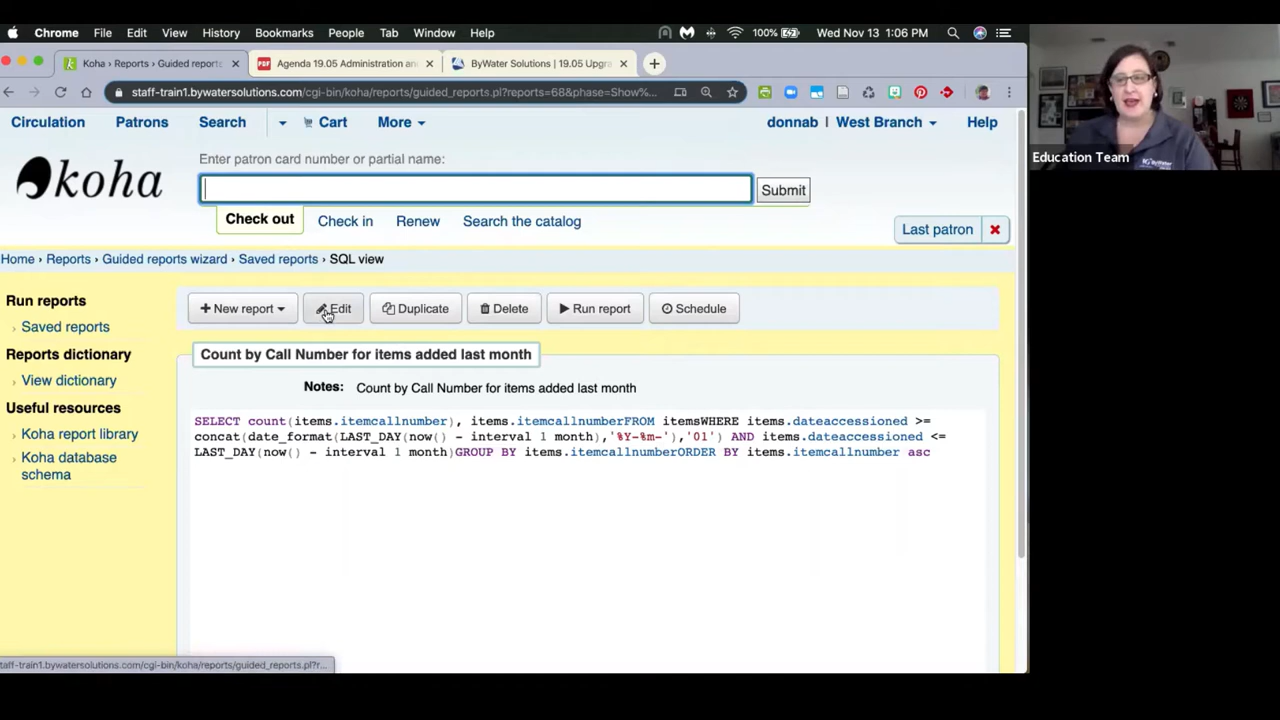 Chrome File Edit View History Bookmarks People Tab Window Help 100% Wed Nov 13 1:06 PM
Koha › Reports › Guided reports
Agenda 19.05 Administration an
ByWater Solutions | 19.05 Upgr
staff-train1.bywatersolutions.com/cgi-bin/koha/reports/guided_reports.pl?reports=68&phase=Show%...
Circulation Patrons Search Cart More donnab | West Branch Help
koha
Enter patron card number or partial name:
Submit
Check out Check in Renew Search the catalog
Last patron
Home › Reports › Guided reports wizard › Saved reports › SQL view
Run reports
› Saved reports
Reports dictionary
› View dictionary
Useful resources
› Koha report library
› Koha database
schema
+ New report Edit Duplicate Delete Run report Schedule
Count by Call Number for items added last month
Notes: Count by Call Number for items added last month
SELECT count(items.itemcallnumber), items.itemcallnumberFROM itemsWHERE items.dateaccessioned >=
concat(date_format(LAST_DAY(now() - interval 1 month),'%Y-%m-'),'01') AND items.dateaccessioned <=
LAST_DAY(now() - interval 1 month)GROUP BY items.itemcallnumberORDER BY items.itemcallnumber asc
staff-train1.bywatersolutions.com/cgi-bin/koha/reports/guided_reports.pl?r...
Education Team